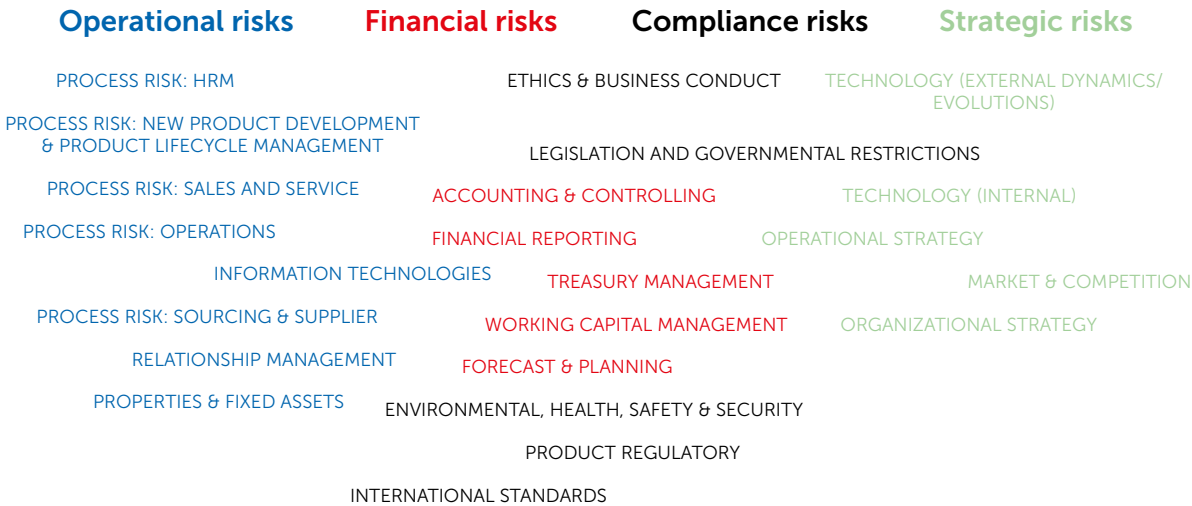 Operational risks Financial risks Compliance risks Strategic risks
PROCESS RISK: HRM
ETHICS & BUSINESS CONDUCT
TECHNOLOGY (EXTERNAL DYNAMICS/
EVOLUTIONS)
PROCESS RISK: NEW PRODUCT DEVELOPMENT
& PRODUCT LIFECYCLE MANAGEMENT
LEGISLATION AND GOVERNMENTAL RESTRICTIONS
PROCESS RISK: SALES AND SERVICE
ACCOUNTING & CONTROLLING
TECHNOLOGY (INTERNAL)
PROCESS RISK: OPERATIONS
FINANCIAL REPORTING
OPERATIONAL STRATEGY
INFORMATION TECHNOLOGIES
TREASURY MANAGEMENT
MARKET & COMPETITION
PROCESS RISK: SOURCING & SUPPLIER
WORKING CAPITAL MANAGEMENT
ORGANIZATIONAL STRATEGY
RELATIONSHIP MANAGEMENT
FORECAST & PLANNING
PROPERTIES & FIXED ASSETS
ENVIRONMENTAL, HEALTH, SAFETY & SECURITY
PRODUCT REGULATORY
INTERNATIONAL STANDARDS